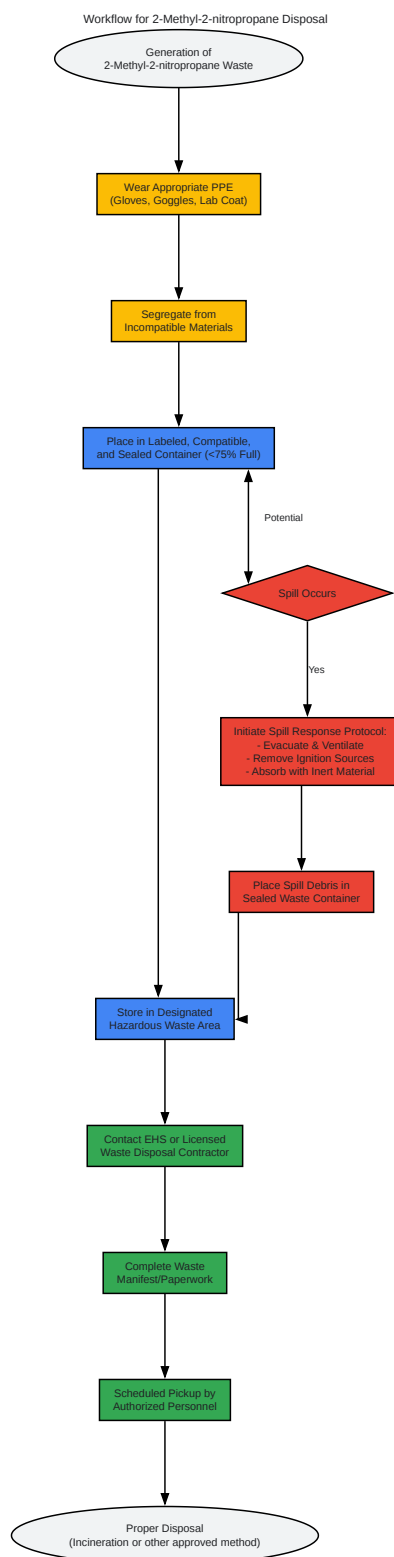 Workflow for 2-Methyl-2-nitropropane Disposal
Generation of
2-Methyl-2-nitropropane Waste
Wear Appropriate PPE
(Gloves, Goggles, Lab Coat)
Segregate from
Incompatible Materials
Place in Labeled, Compatible,
and Sealed Container (<75% Full)
Potential
Spill Occurs
Yes
Initiate Spill Response Protocol:
- Evacuate & Ventilate
- Remove Ignition Sources
- Absorb with Inert Material
Place Spill Debris in
Sealed Waste Container
Store in Designated
Hazardous Waste Area
Contact EHS or Licensed
Waste Disposal Contractor
Complete Waste
Manifest/Paperwork
Scheduled Pickup by
Authorized Personnel
Proper Disposal
(Incineration or other approved method)